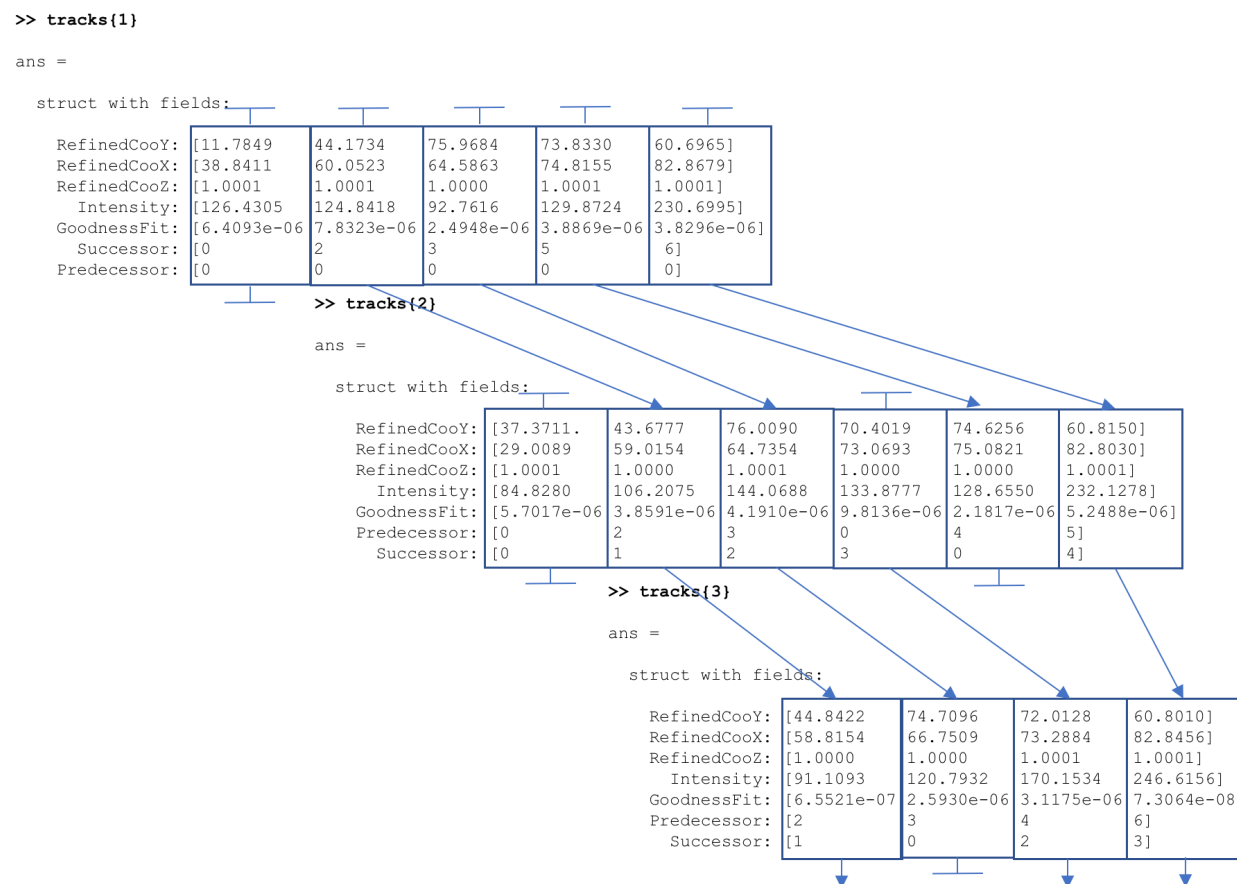 >> tracks{1}
ans =
struct with fields:
RefinedCooY: [11.7849 44.1734 75.9684 73.8330 60.6965]
RefinedCooX: [38.8411 60.0523 64.5863 74.8155 82.8679]
RefinedCooZ: [1.0001 1.0001 1.0000 1.0001 1.0001]
Intensity: [126.4305 124.8418 92.7616 129.8724 230.6995]
GoodnessFit: [6.4093e-06 7.8323e-06 2.4948e-06 3.8869e-06 3.8296e-06]
Successor: [0 2 3 5 6]
Predecessor: [0 0 0 0 0]
>> tracks{2}
ans =
struct with fields:
RefinedCooY: [37.3711. 43.6777 76.0090 70.4019 74.6256 60.8150]
RefinedCooX: [29.0089 59.0154 64.7354 73.0693 75.0821 82.8030]
RefinedCooZ: [1.0001 1.0000 1.0001 1.0000 1.0000 1.0001]
Intensity: [84.8280 106.2075 144.0688 133.8777 128.6550 232.1278]
GoodnessFit: [5.7017e-06 3.8591e-06 4.1910e-06 9.8136e-06 2.1817e-06 5.2488e-06]
Predecessor: [0 2 3 0 4 5]
Successor: [0 1 2 3 0 4]
>> tracks{3}
ans =
struct with fields:
RefinedCooY: [44.8422 74.7096 72.0128 60.8010]
RefinedCooX: [58.8154 66.7509 73.2884 82.8456]
RefinedCooZ: [1.0000 1.0000 1.0001 1.0001]
Intensity: [91.1093 120.7932 170.1534 246.6156]
GoodnessFit: [6.5521e-07 2.5930e-06 3.1175e-06 7.3064e-08
Predecessor: [2 3 4 6]
Successor: [1 0 2 3]